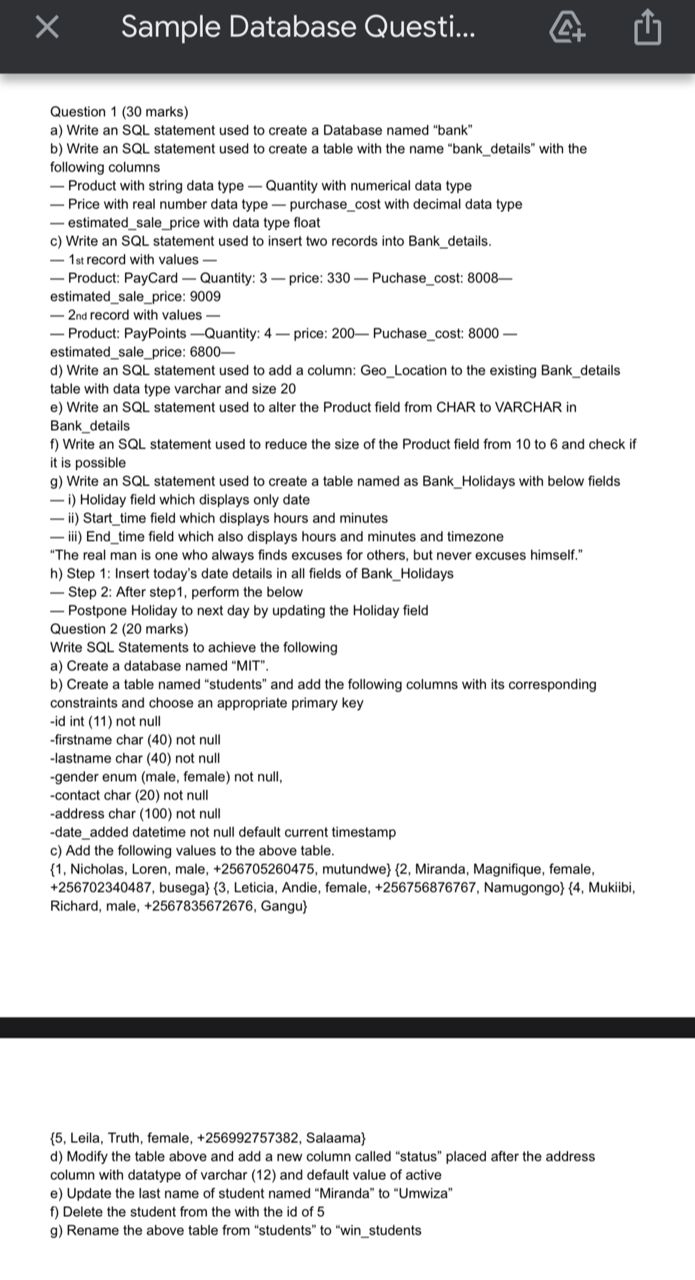 Sample Database Questi...
Question 1 (30 marks)
a) Write an SQL statement used to create a Database named “bank”
b) Write an SQL statement used to create a table with the name “bank_details” with the
following columns
— Product with string data type — Quantity with numerical data type
— Price with real number data type — purchase_cost with decimal data type
— estimated_sale_price with data type float
c) Write an SQL statement used to insert two records into Bank_details.
— 1st record with values —
— Product: PayCard — Quantity: 3 — price: 330 — Puchase_cost: 8008—
estimated_sale_price: 9009
— 2nd record with values —
— Product: PayPoints —Quantity: 4 — price: 200— Puchase_cost: 8000 —
estimated_sale_price: 6800—
d) Write an SQL statement used to add a column: Geo_Location to the existing Bank_details
table with data type varchar and size 20
e) Write an SQL statement used to alter the Product field from CHAR to VARCHAR in
Bank_details
f) Write an SQL statement used to reduce the size of the Product field from 10 to 6 and check if
it is possible
g) Write an SQL statement used to create a table named as Bank_Holidays with below fields
— i) Holiday field which displays only date
— ii) Start_time field which displays hours and minutes
— iii) End_time field which also displays hours and minutes and timezone
“The real man is one who always finds excuses for others, but never excuses himself.”
h) Step 1: Insert today’s date details in all fields of Bank_Holidays
— Step 2: After step1, perform the below
— Postpone Holiday to next day by updating the Holiday field
Question 2 (20 marks)
Write SQL Statements to achieve the following
a) Create a database named “MIT”.
b) Create a table named “students” and add the following columns with its corresponding
constraints and choose an appropriate primary key
-id int (11) not null
-firstname char (40) not null
-lastname char (40) not null
-gender enum (male, female) not null,
-contact char (20) not null
-address char (100) not null
-date_added datetime not null default current timestamp
c) Add the following values to the above table.
{1, Nicholas, Loren, male, +256705260475, mutundwe} {2, Miranda, Magnifique, female,
+256702340487, busega} {3, Leticia, Andie, female, +256756876767, Namugongo} {4, Mukiibi,
Richard, male, +2567835672676, Gangu}
{5, Leila, Truth, female, +256992757382, Salaama}
d) Modify the table above and add a new column called “status” placed after the address
column with datatype of varchar (12) and default value of active
e) Update the last name of student named “Miranda” to “Umwiza”
f) Delete the student from the with the id of 5
g) Rename the above table from “students” to “win_students